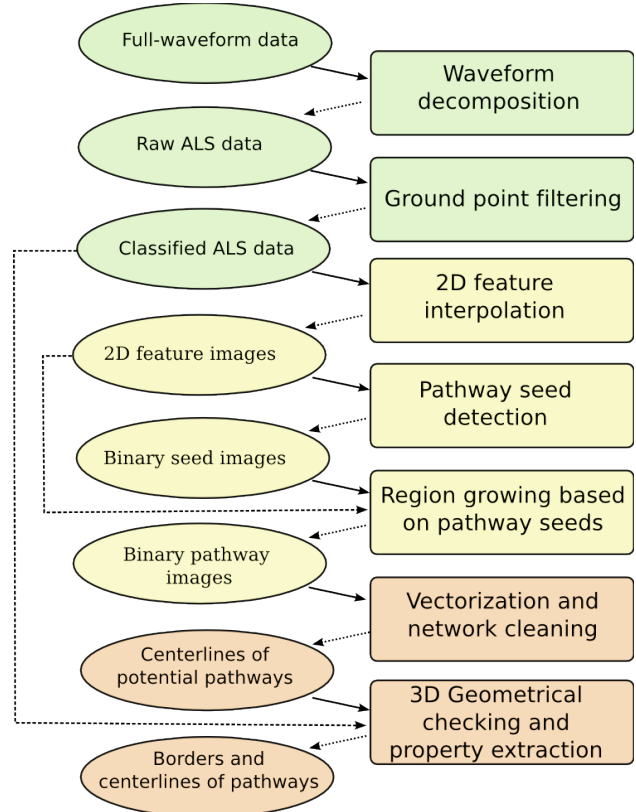 Full-waveform data
Waveform
decomposition
Raw ALS data
Ground point filtering
Classified ALS data
2D feature
interpolation
2D feature images
Pathway seed
detection
Binary seed images
Region growing based
on pathway seeds
Binary pathway
images
Vectorization and
network cleaning
Centerlines of
potential pathways
3D Geometrical
checking and
property extraction
Borders and
centerlines of pathways